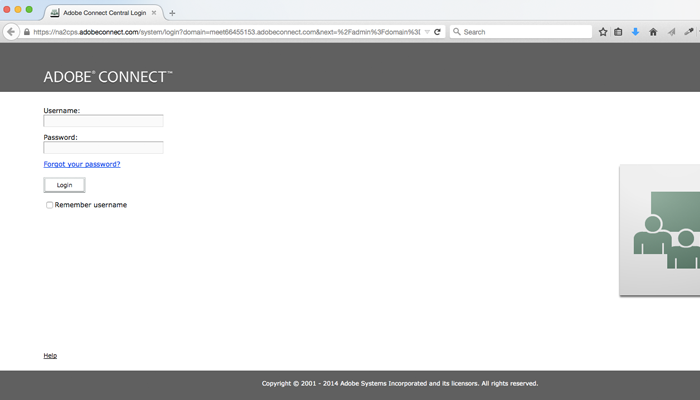 Adobe Connect Central Login
https://na2cps.adobeconnect.com/system/login?domain=meet66455153.adobeconnect.com&next=%2Fadmin%3Fdomain%3D
Search
ADOBE® CONNECT™
Username:
Password:
Forgot your password?
Login
Remember username
Help
Copyright © 2001 - 2014 Adobe Systems Incorporated and its licensors. All rights reserved.